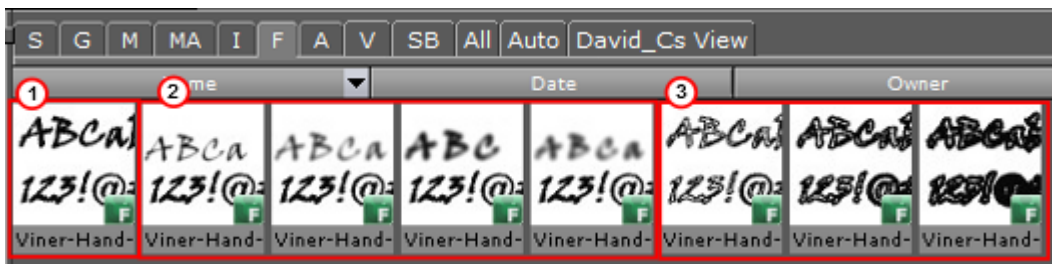 S G M MA I F A V SB All Auto David_Cs View
1 me 2 Date 3 Owner
ABCa ABCa ABCa ABC ABCa ABCa ABCa ABCa
123!@ 123!@ 123!@ 123!@ 123!@ 123!@ 123!@ 123!@
F F F F F F F F
Viner-Hand- Viner-Hand- Viner-Hand- Viner-Hand- Viner-Hand- Viner-Hand- Viner-Hand- Viner-Hand-